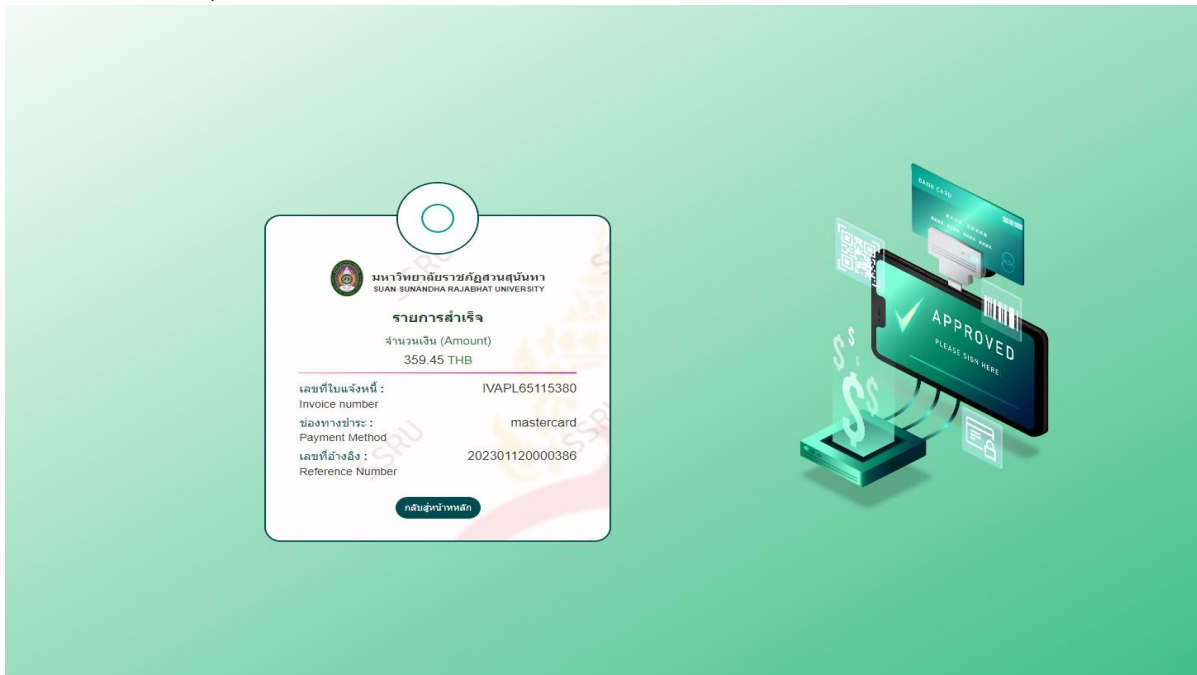 มหาวิทยาลัยราชภัฏสวนสุนันทา
SUAN SUNANDHA RAJABHAT UNIVERSITY
รายการสำเร็จ
จำนวนเงิน (Amount)
359.45 THB
เลขที่ใบแจ้งหนี้ : IVAPL65115380
Invoice number
ช่องทางชำระ : mastercard
Payment Method
เลขที่อ้างอิง : 202301120000386
Reference Number
กลับสู่หน้าหลัก
SSRU
SSRU
SSRU
BANK CARD
APPROVED
PLEASE SIGN HERE: